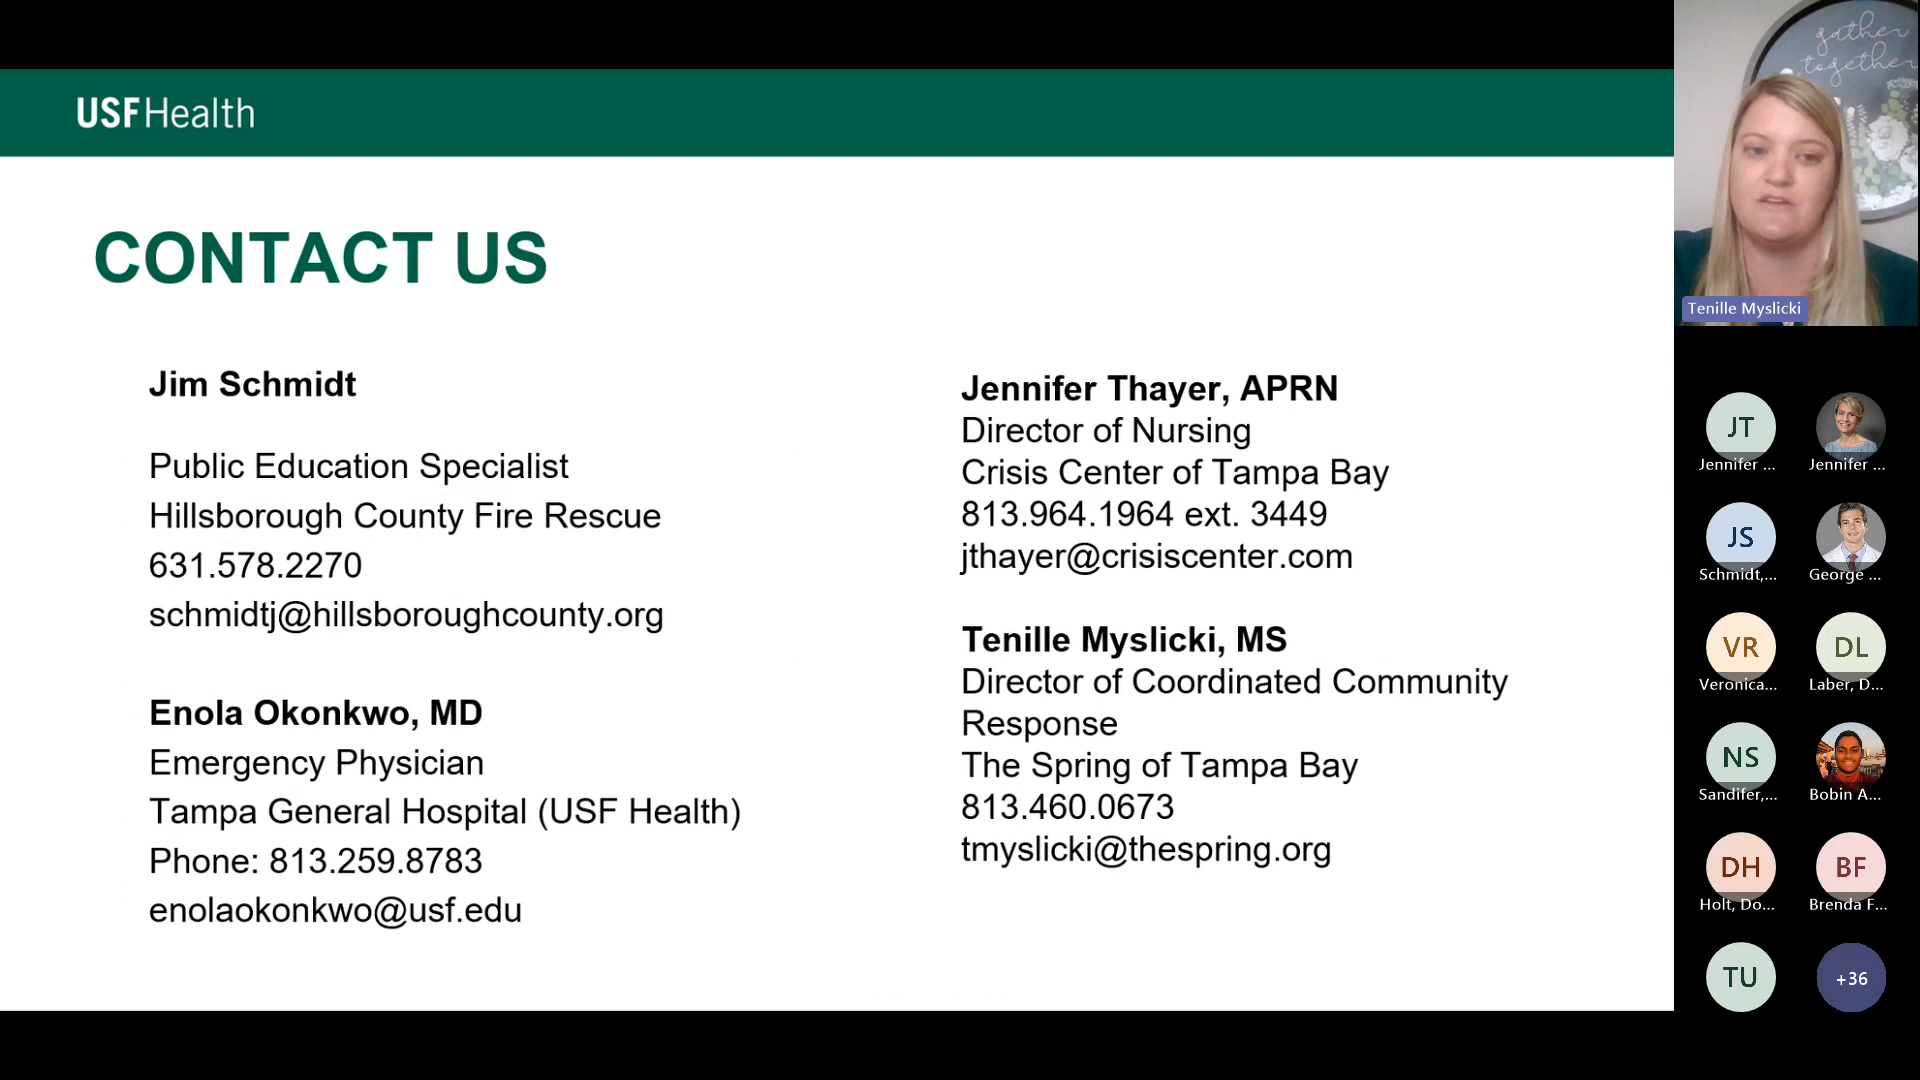 USFHealth
CONTACT US
Jim Schmidt
Public Education Specialist
Hillsborough County Fire Rescue
631.578.2270
schmidtj@hillsboroughcounty.org
Enola Okonkwo, MD
Emergency Physician
Tampa General Hospital (USF Health)
Phone: 813.259.8783
enolaokonkwo@usf.edu
Jennifer Thayer, APRN
Director of Nursing
Crisis Center of Tampa Bay
813.964.1964 ext. 3449
jthayer@crisiscenter.com
Tenille Myslicki, MS
Director of Coordinated Community
Response
The Spring of Tampa Bay
813.460.0673
tmyslicki@thespring.org
gather
together
Tenille Myslicki
JT
Jennifer ...
Jennifer ...
JS
Schmidt,...
George ...
VR
Veronica...
DL
Laber, D...
NS
Sandifer,...
Bobin A...
DH
Holt, Do...
BF
Brenda F...
TU
+36